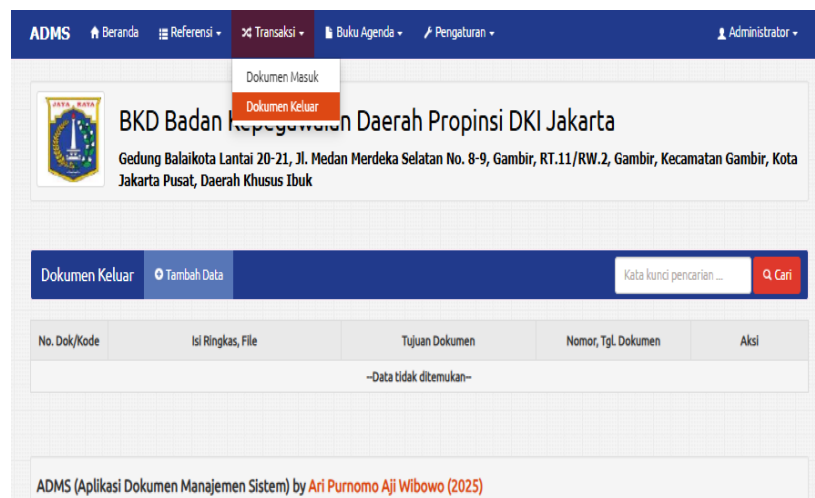 ADMS Beranda Referensi Transaksi Buku Agenda Pengaturan Administrator
Dokumen Masuk
Dokumen Keluar
JAYA RAYA
BKD Badan Kepegawaian Daerah Propinsi DKI Jakarta
Gedung Balaikota Lantai 20-21, Jl. Medan Merdeka Selatan No. 8-9, Gambir, RT.11/RW.2, Gambir, Kecamatan Gambir, Kota
Jakarta Pusat, Daerah Khusus Ibuk
Dokumen Keluar Tambah Data Kata kunci pencarian ... Cari
No. Dok/Kode Isi Ringkas, File Tujuan Dokumen Nomor, Tgl. Dokumen Aksi
--Data tidak ditemukan--
ADMS (Aplikasi Dokumen Manajemen Sistem) by Ari Purnomo Aji Wibowo (2025)